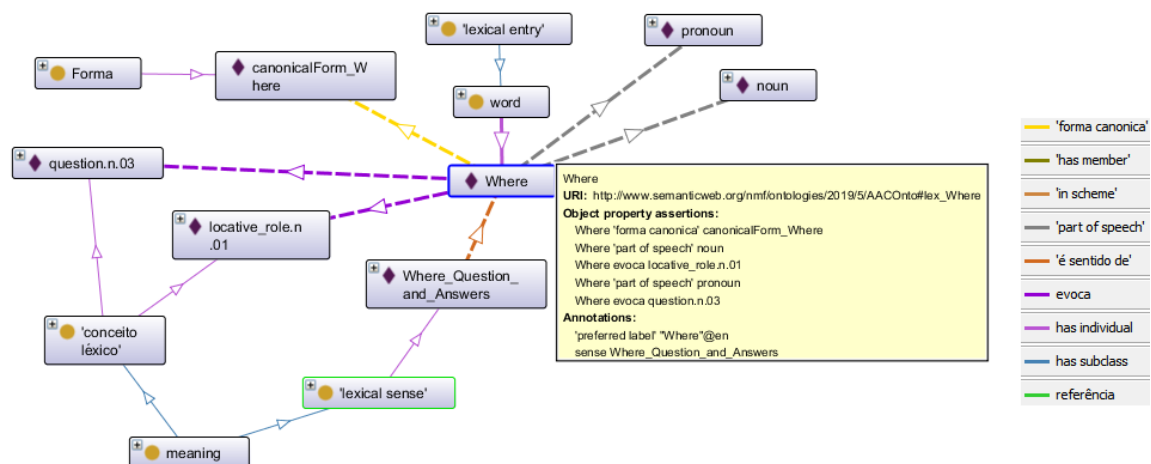 'lexical entry'
pronoun
Forma
canonicalForm_W
here
noun
word
question.n.03
Where
locative_role.n
.01
Where_Question_
and_Answers
'conceito
léxico'
'lexical sense'
meaning
Where
URI: http://www.semanticweb.org/nmf/ontologies/2019/5/AACOnto#lex_Where
Object property assertions:
Where 'forma canonica' canonicalForm_Where
Where 'part of speech' noun
Where evoca locative_role.n.01
Where 'part of speech' pronoun
Where evoca question.n.03
Annotations:
'preferred label' "Where"@en
sense Where_Question_and_Answers
'forma canonica'
'has member'
'in scheme'
'part of speech'
'é sentido de'
evoca
has individual
has subclass
referência